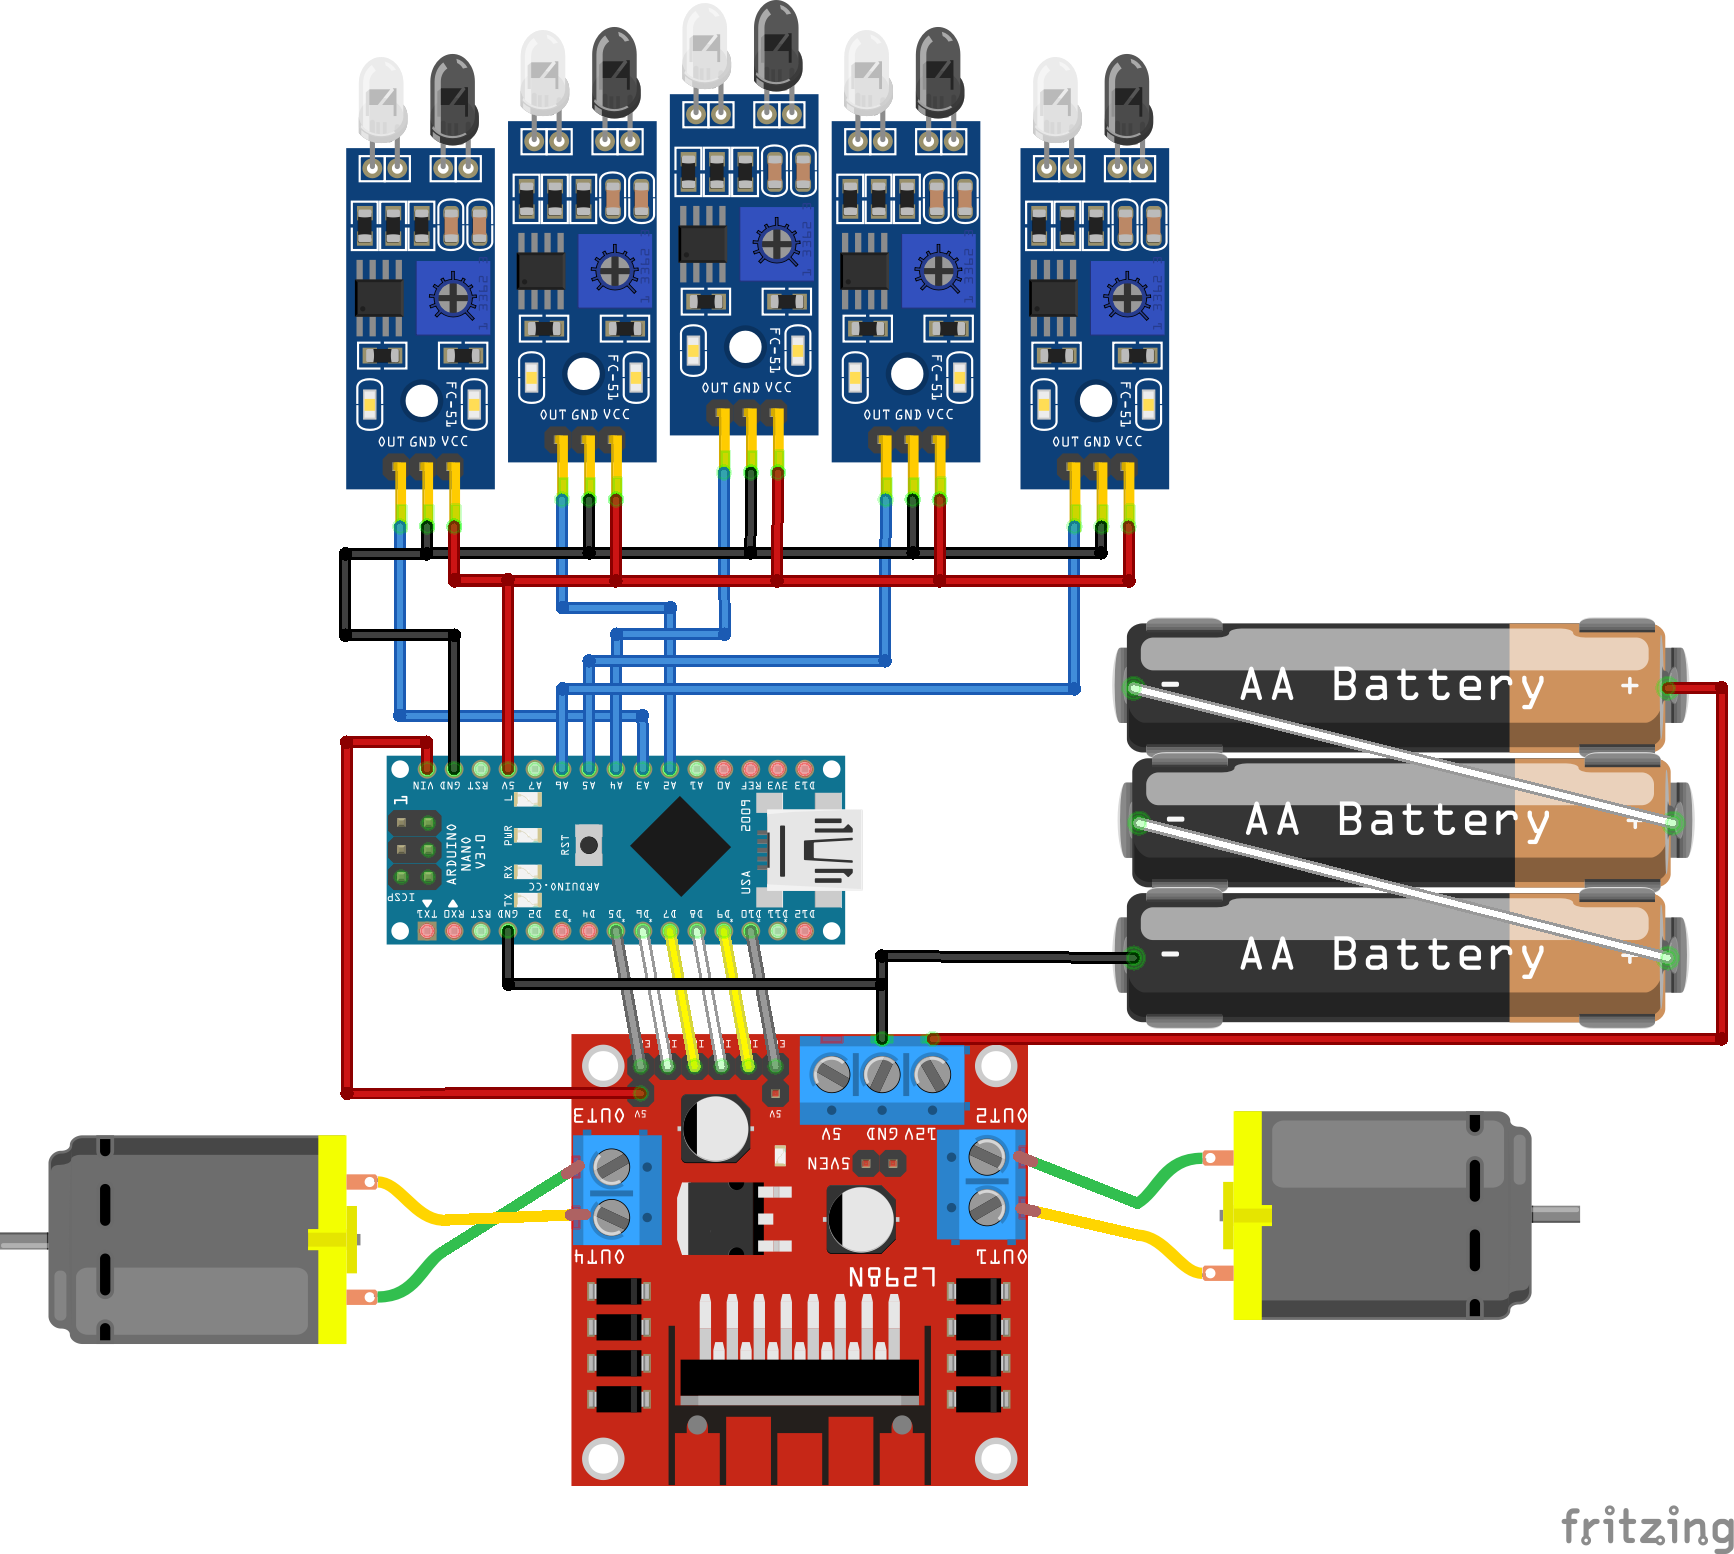 OUT GND VCC
FC-51
OUT GND VCC
FC-51
OUT GND VCC
FC-51
OUT GND VCC
FC-51
OUT GND VCC
FC-51
- AA Battery +
- AA Battery +
- AA Battery +
VIN GND RST 5V A7 A6 A5 A4 A3 A2 A1 A0 REF 3V3 D13
1
L
PWR
RX
TX
RST
ARDUINO
NANO
V3.0
ICSP
ARDUINO.CC
USA
TX1 RX0 RST GND D2 D3 D4 D5 D6 D7 D8 D9 D10 D11 D12
5V
5V
OUT3
OUT2
5V GND 12V
5VEN
OUT4
OUT1
L298N
fritzing